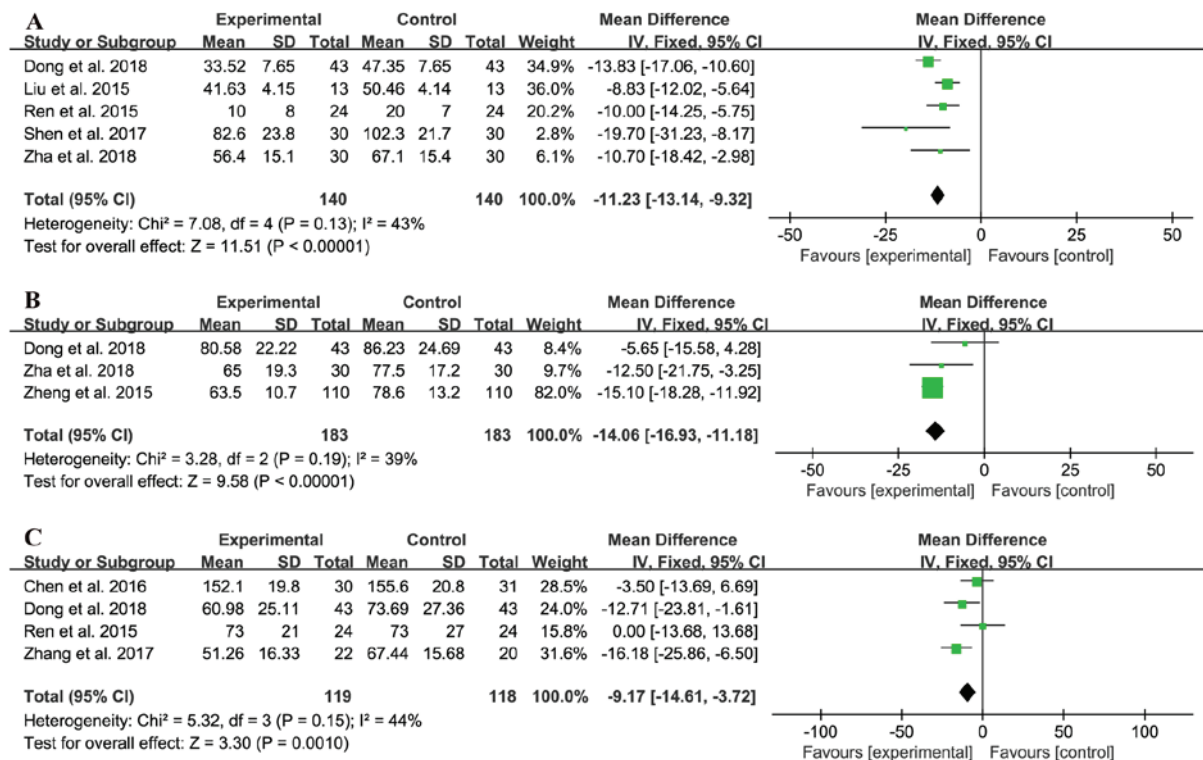 A Experimental Control Mean Difference Mean Difference
Study or Subgroup Mean SD Total Mean SD Total Weight IV, Fixed, 95% CI IV, Fixed, 95% CI
Dong et al. 2018 33.52 7.65 43 47.35 7.65 43 34.9% -13.83 [-17.06, -10.60]
Liu et al. 2015 41.63 4.15 13 50.46 4.14 13 36.0% -8.83 [-12.02, -5.64]
Ren et al. 2015 10 8 24 20 7 24 20.2% -10.00 [-14.25, -5.75]
Shen et al. 2017 82.6 23.8 30 102.3 21.7 30 2.8% -19.70 [-31.23, -8.17]
Zha et al. 2018 56.4 15.1 30 67.1 15.4 30 6.1% -10.70 [-18.42, -2.98]
Total (95% CI) 140 140 100.0% -11.23 [-13.14, -9.32]
Heterogeneity: Chi² = 7.08, df = 4 (P = 0.13); I² = 43%
Test for overall effect: Z = 11.51 (P < 0.00001)
-50 -25 0 25 50
Favours [experimental] Favours [control]
B Experimental Control Mean Difference Mean Difference
Study or Subgroup Mean SD Total Mean SD Total Weight IV, Fixed, 95% CI IV, Fixed, 95% CI
Dong et al. 2018 80.58 22.22 43 86.23 24.69 43 8.4% -5.65 [-15.58, 4.28]
Zha et al. 2018 65 19.3 30 77.5 17.2 30 9.7% -12.50 [-21.75, -3.25]
Zheng et al. 2015 63.5 10.7 110 78.6 13.2 110 82.0% -15.10 [-18.28, -11.92]
Total (95% CI) 183 183 100.0% -14.06 [-16.93, -11.18]
Heterogeneity: Chi² = 3.28, df = 2 (P = 0.19); I² = 39%
Test for overall effect: Z = 9.58 (P < 0.00001)
-50 -25 0 25 50
Favours [experimental] Favours [control]
C Experimental Control Mean Difference Mean Difference
Study or Subgroup Mean SD Total Mean SD Total Weight IV, Fixed, 95% CI IV, Fixed, 95% CI
Chen et al. 2016 152.1 19.8 30 155.6 20.8 31 28.5% -3.50 [-13.69, 6.69]
Dong et al. 2018 60.98 25.11 43 73.69 27.36 43 24.0% -12.71 [-23.81, -1.61]
Ren et al. 2015 73 21 24 73 27 24 15.8% 0.00 [-13.68, 13.68]
Zhang et al. 2017 51.26 16.33 22 67.44 15.68 20 31.6% -16.18 [-25.86, -6.50]
Total (95% CI) 119 118 100.0% -9.17 [-14.61, -3.72]
Heterogeneity: Chi² = 5.32, df = 3 (P = 0.15); I² = 44%
Test for overall effect: Z = 3.30 (P = 0.0010)
-100 -50 0 50 100
Favours [experimental] Favours [control]